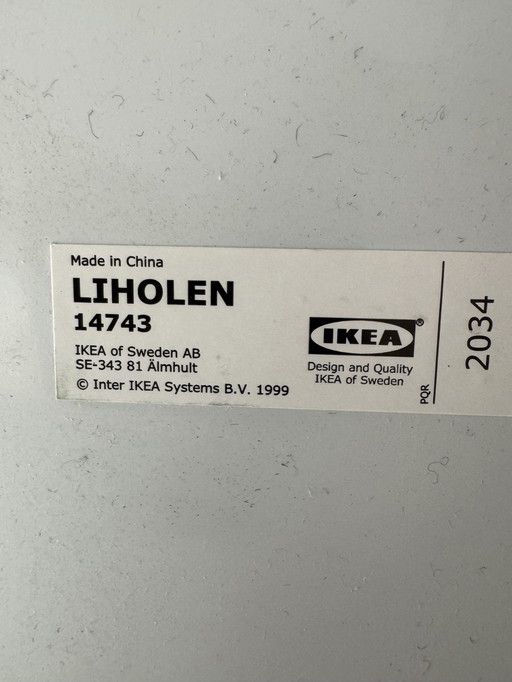 Made in China
LIHOLEN
14743
IKEA of Sweden AB
SE-343 81 Älmhult
© Inter IKEA Systems B.V. 1999
IKEA®
Design and Quality
IKEA of Sweden
PQR
2034